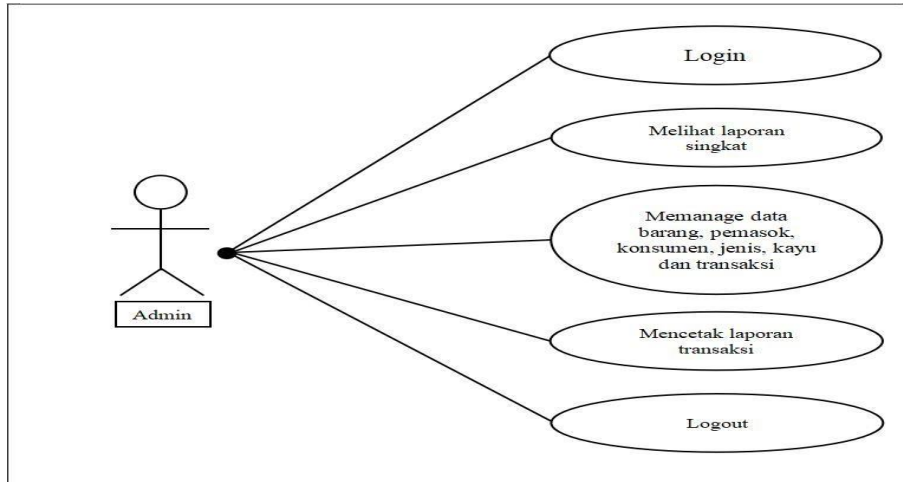 Login
Melihat laporan
singkat
Memanage data
barang, pemasok,
konsumen, jenis, kayu
dan transaksi
Admin
Mencetak laporan
transaksi
Logout